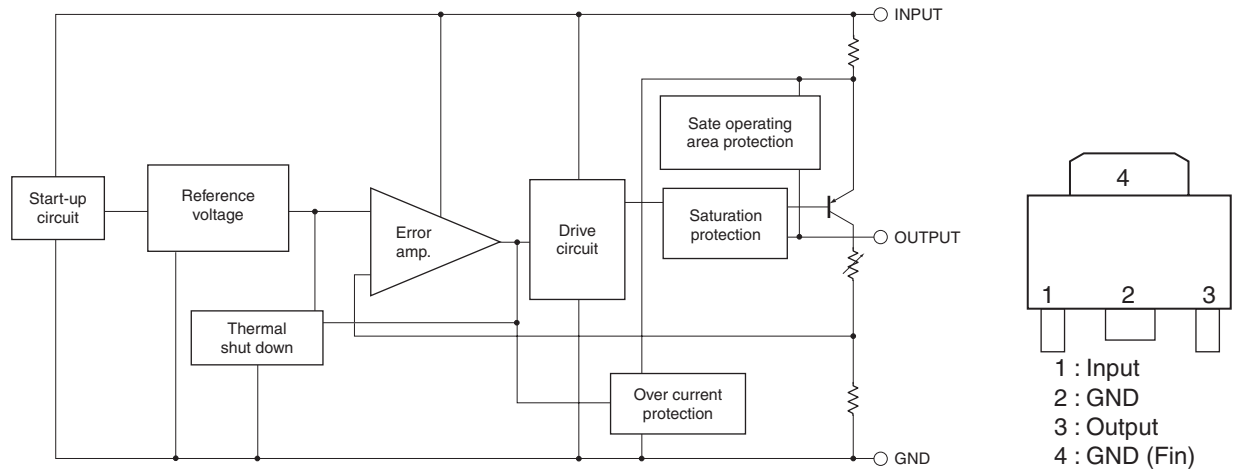 INPUT
Sate operating
area protection
Start-up
circuit
Reference
voltage
Error
amp.
Drive
circuit
Saturation
protection
OUTPUT
Thermal
shut down
Over current
protection
GND
4
1
2
3
1 : Input
2 : GND
3 : Output
4 : GND (Fin)